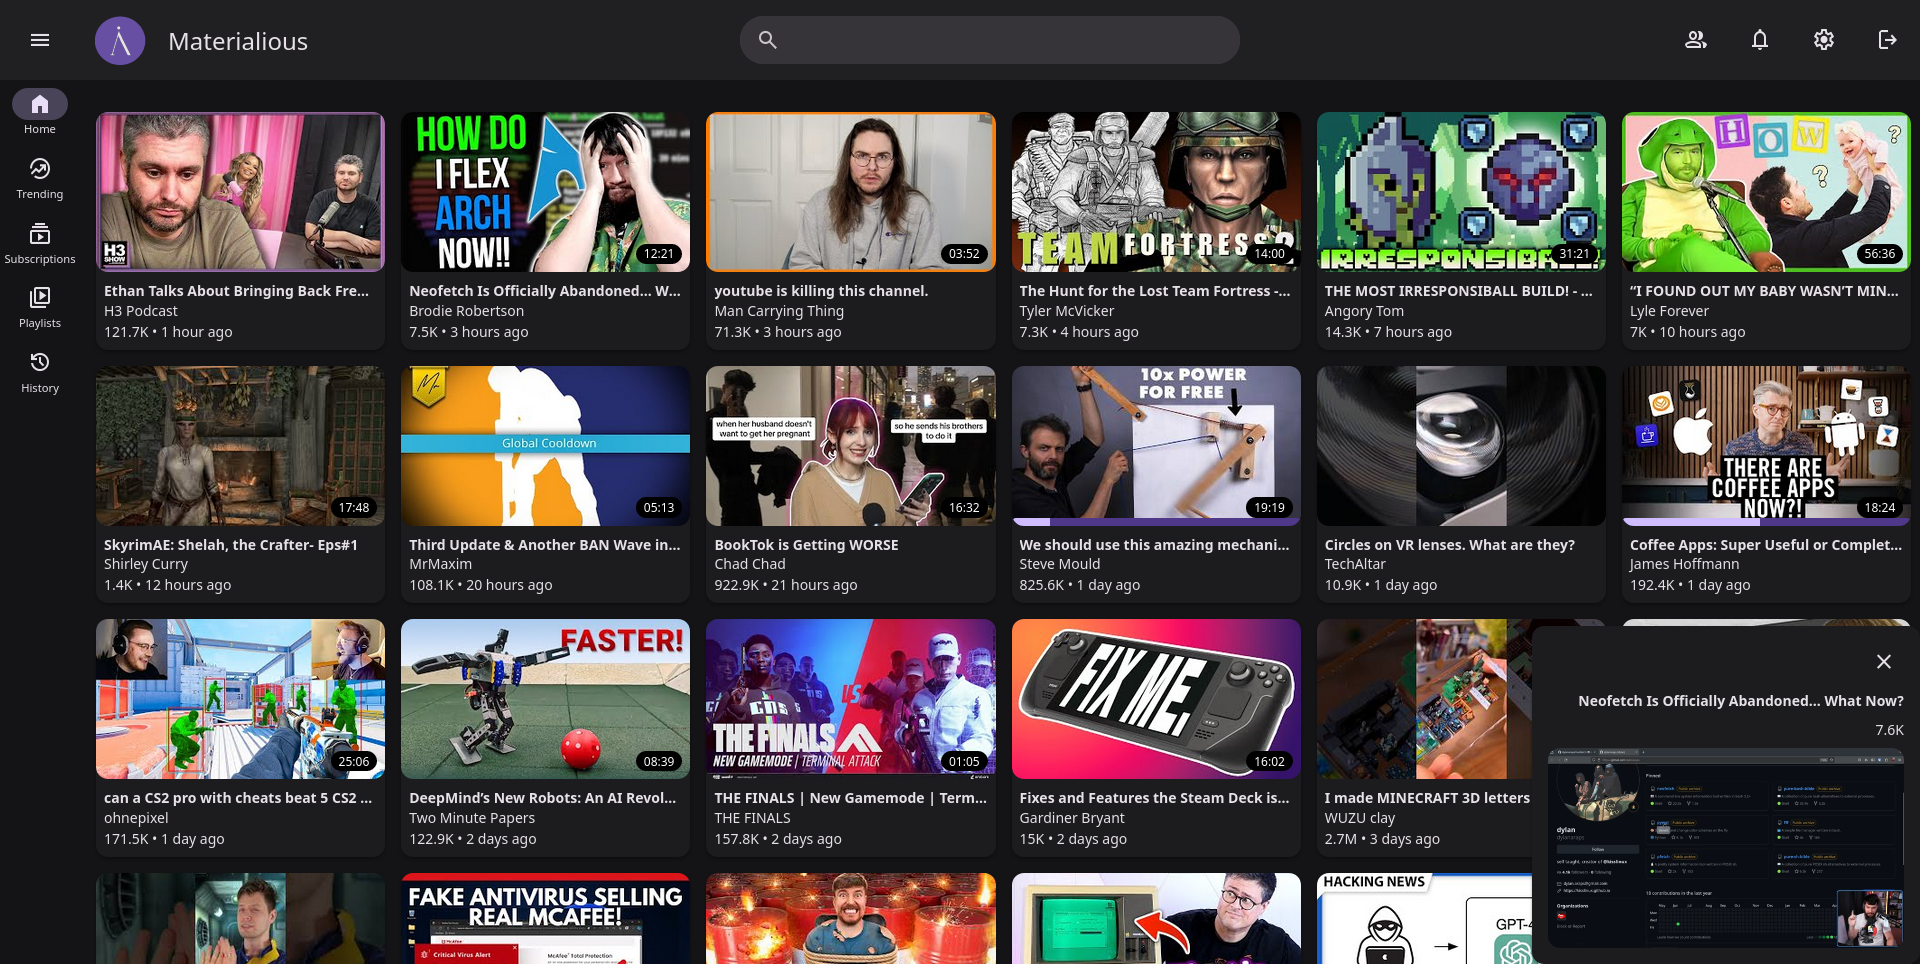 Materialious
Home
Trending
Subscriptions
Playlists
History
H3
SHOW
HOW DO
I FLEX
ARCH
NOW!!
12:21
03:52
TEAM FORTRESS 2
14:00
IRRESPONSIBALL!
31:21
HOW
56:36
Ethan Talks About Bringing Back Fre...
H3 Podcast
121.7K • 1 hour ago
Neofetch Is Officially Abandoned... W...
Brodie Robertson
7.5K • 3 hours ago
youtube is killing this channel.
Man Carrying Thing
71.3K • 3 hours ago
The Hunt for the Lost Team Fortress -...
Tyler McVicker
7.3K • 4 hours ago
THE MOST IRRESPONSIBALL BUILD! - ...
Angory Tom
14.3K • 7 hours ago
“I FOUND OUT MY BABY WASN’T MIN...
Lyle Forever
7K • 10 hours ago
17:48
Global Cooldown
05:13
when her husband doesn't
want to get her pregnant
so he sends his brothers
to do it
16:32
10x POWER
FOR FREE
19:19
THERE ARE
COFFEE APPS
NOW?!
18:24
SkyrimAE: Shelah, the Crafter- Eps#1
Shirley Curry
1.4K • 12 hours ago
Third Update & Another BAN Wave in...
MrMaxim
108.1K • 20 hours ago
BookTok is Getting WORSE
Chad Chad
922.9K • 21 hours ago
We should use this amazing mechani...
Steve Mould
825.6K • 1 day ago
Circles on VR lenses. What are they?
TechAltar
10.9K • 1 day ago
Coffee Apps: Super Useful or Complet...
James Hoffmann
192.4K • 1 day ago
25:06
FASTER!
08:39
VS
THE FINALS
NEW GAMEMODE | TERMINAL ATTACK
01:05
FIX ME.
16:02
can a CS2 pro with cheats beat 5 CS2 ...
ohnepixel
171.5K • 1 day ago
DeepMind’s New Robots: An AI Revol...
Two Minute Papers
122.9K • 2 days ago
THE FINALS | New Gamemode | Term...
THE FINALS
157.8K • 2 days ago
Fixes and Features the Steam Deck is...
Gardiner Bryant
15K • 2 days ago
I made MINECRAFT 3D letters
WUZU clay
2.7M • 3 days ago
FAKE ANTIVIRUS SELLING
REAL MCAFEE!
McAfee
McAfee Total Protection
Critical Virus Alert
HACKING NEWS
GPT-4
Neofetch Is Officially Abandoned... What Now?
7.6K
dylan
Follow
Organizations